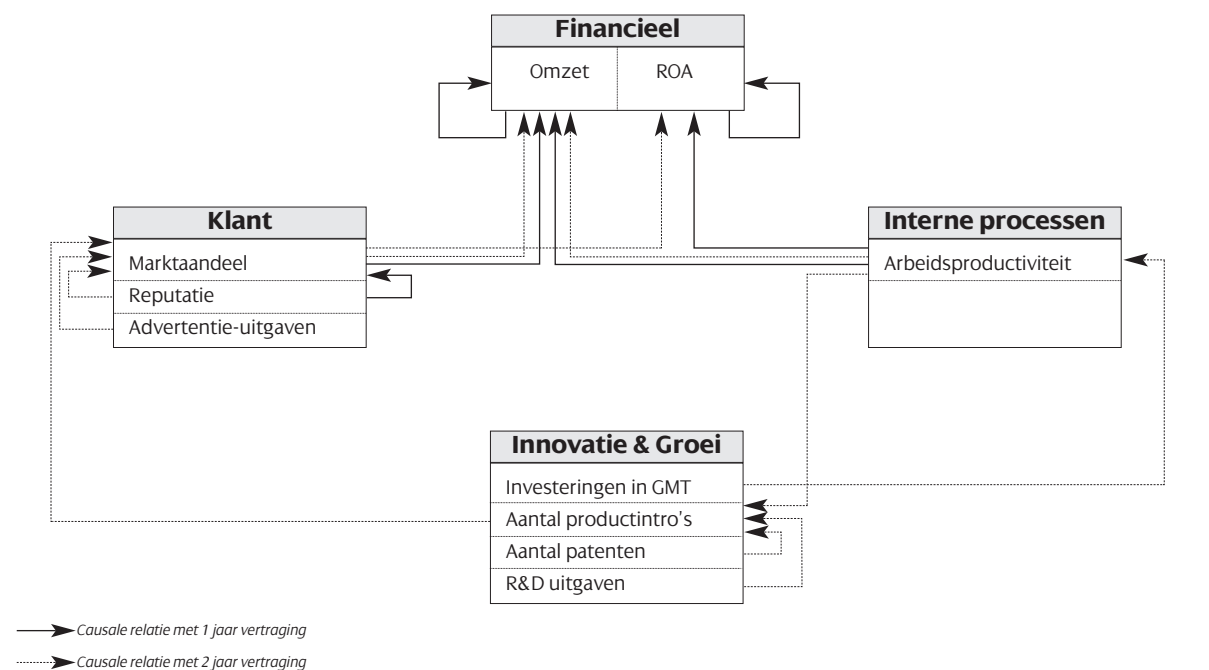 Financieel
Omzet ROA
Klant
Marktaandeel
Reputatie
Advertentie-uitgaven
Interne processen
Arbeidsproductiviteit
Innovatie & Groei
Investeringen in GMT
Aantal productintro's
Aantal patenten
R&D uitgaven
Causale relatie met 1 jaar vertraging
Causale relatie met 2 jaar vertraging